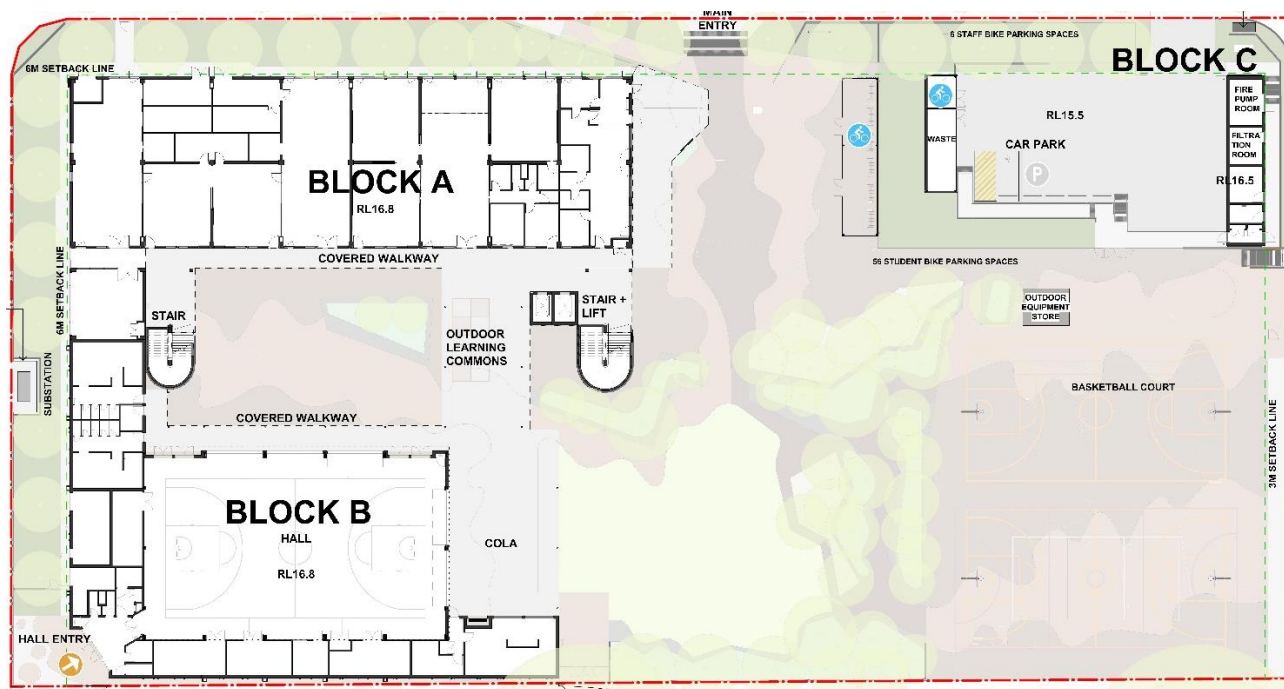 MAIN
ENTRY
6 STAFF BIKE PARKING SPACES
BLOCK C
6M SETBACK LINE
FIRE
PUMP
ROOM
RL15.5
WASTE
CAR PARK
FILTRA
TION
ROOM
P
BLOCK A
RL16.8
RL16.5
COVERED WALKWAY
56 STUDENT BIKE PARKING SPACES
6M SETBACK LINE
STAIR
STAIR +
LIFT
OUTDOOR
EQUIPMENT
STORE
OUTDOOR
LEARNING
COMMONS
SUBSTATION
BASKETBALL COURT
COVERED WALKWAY
3M SETBACK LINE
BLOCK B
HALL
RL16.8
COLA
HALL ENTRY